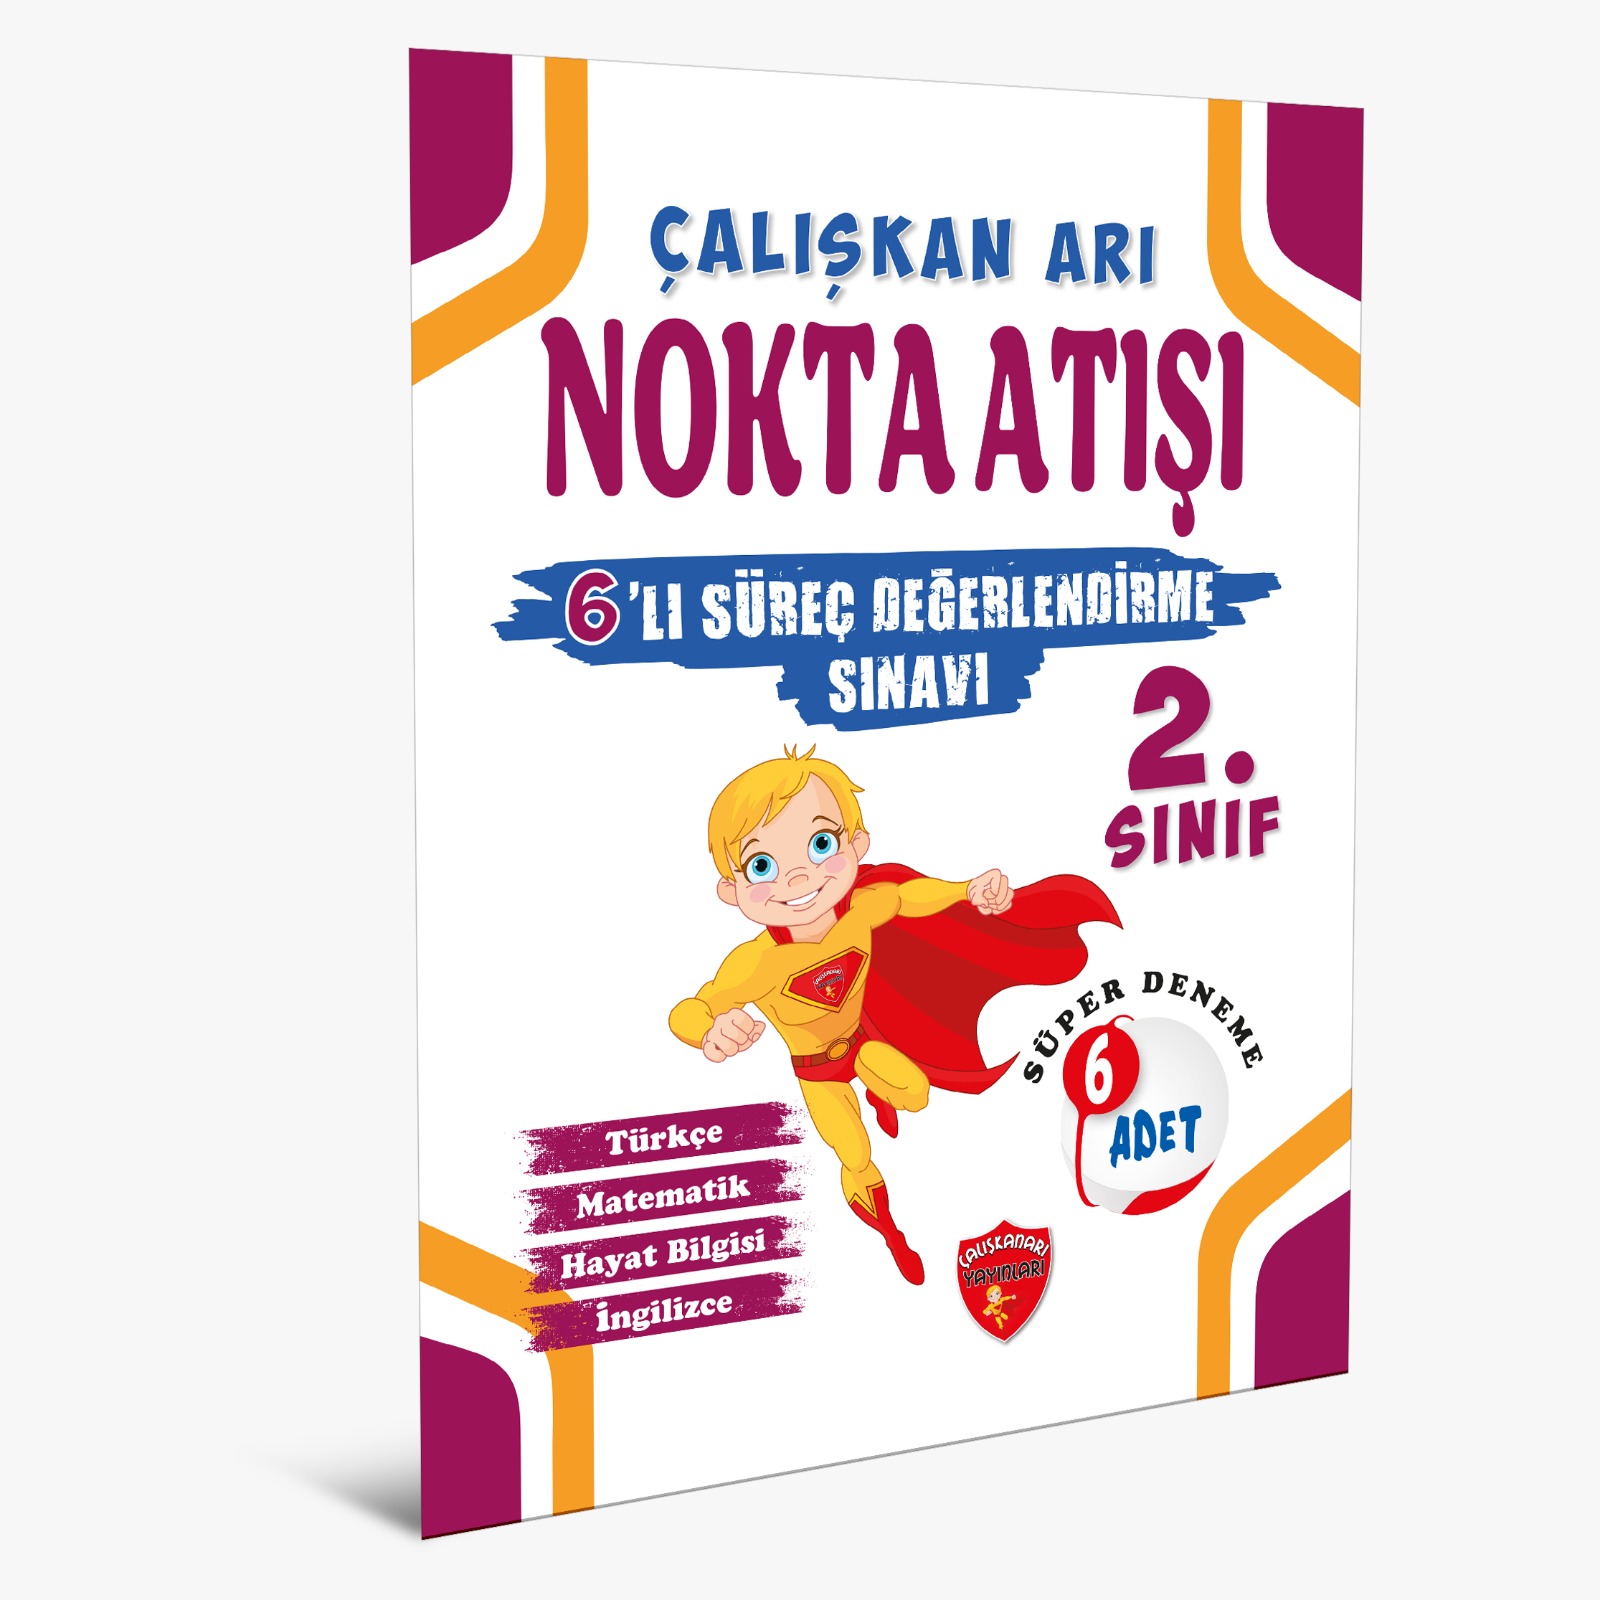 ÇALIŞKAN ARI
NOKTA ATIŞI
6'LI SÜREÇ DEĞERLENDİRME
SINAVI
2.
SINIF
SÜPER DENEME
6
ADET
Türkçe
Matematik
Hayat Bilgisi
İngilizce
ÇALIŞKANARI
YAYINLARI